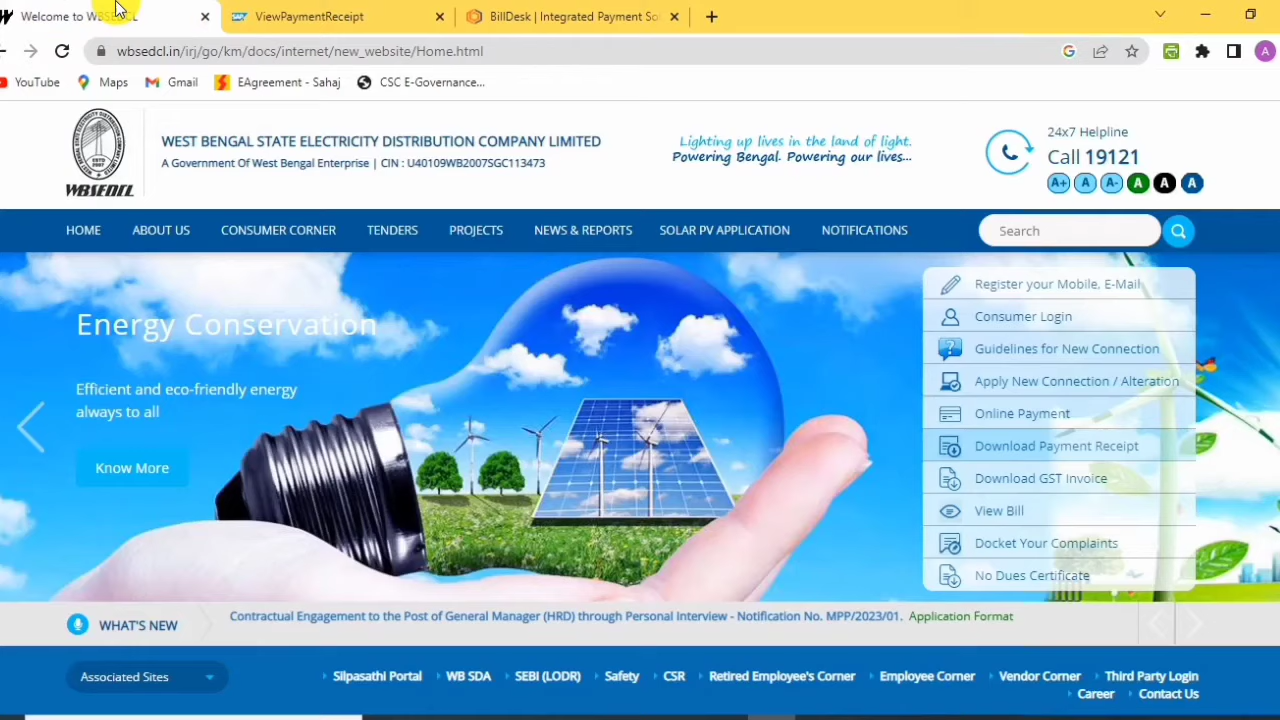 Welcome to WBSEDCL
ViewPaymentReceipt
BillDesk | Integrated Payment Sol
wbsedcl.in/irj/go/km/docs/internet/new_website/Home.html
YouTube
Maps
Gmail
EAgreement - Sahaj
CSC E-Governance...
A
WBSEDCL
WEST BENGAL STATE ELECTRICITY DISTRIBUTION COMPANY LIMITED
A Government Of West Bengal Enterprise | CIN : U40109WB2007SGC113473
Lighting up lives in the land of light.
Powering Bengal. Powering our lives...
24x7 Helpline
Call 19121
A+ A A- A A A
HOME
ABOUT US
CONSUMER CORNER
TENDERS
PROJECTS
NEWS & REPORTS
SOLAR PV APPLICATION
NOTIFICATIONS
Search
Energy Conservation
Efficient and eco-friendly energy
always to all
Know More
Register your Mobile, E-Mail
Consumer Login
Guidelines for New Connection
Apply New Connection / Alteration
Online Payment
Download Payment Receipt
Download GST Invoice
View Bill
Docket Your Complaints
No Dues Certificate
WHAT'S NEW
Contractual Engagement to the Post of General Manager (HRD) through Personal Interview - Notification No. MPP/2023/01. Application Format
Associated Sites
Silpasathi Portal
WB SDA
SEBI (LODR)
Safety
CSR
Retired Employee's Corner
Employee Corner
Vendor Corner
Third Party Login
Career
Contact Us